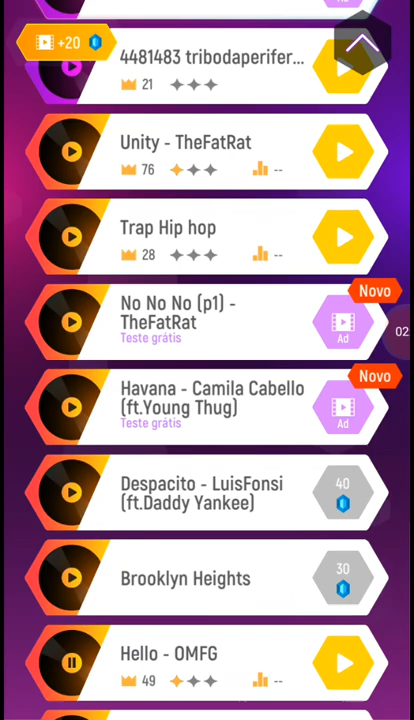 Ad
+20
4481483 tribodaperifer...
21
Unity - TheFatRat
76
--
Trap Hip hop
28
--
Novo
No No No (p1) -
TheFatRat
Teste grátis
Ad
02
Novo
Havana - Camila Cabello
(ft.Young Thug)
Teste grátis
Ad
Despacito - LuisFonsi
(ft.Daddy Yankee)
40
Brooklyn Heights
30
Hello - OMFG
49
--